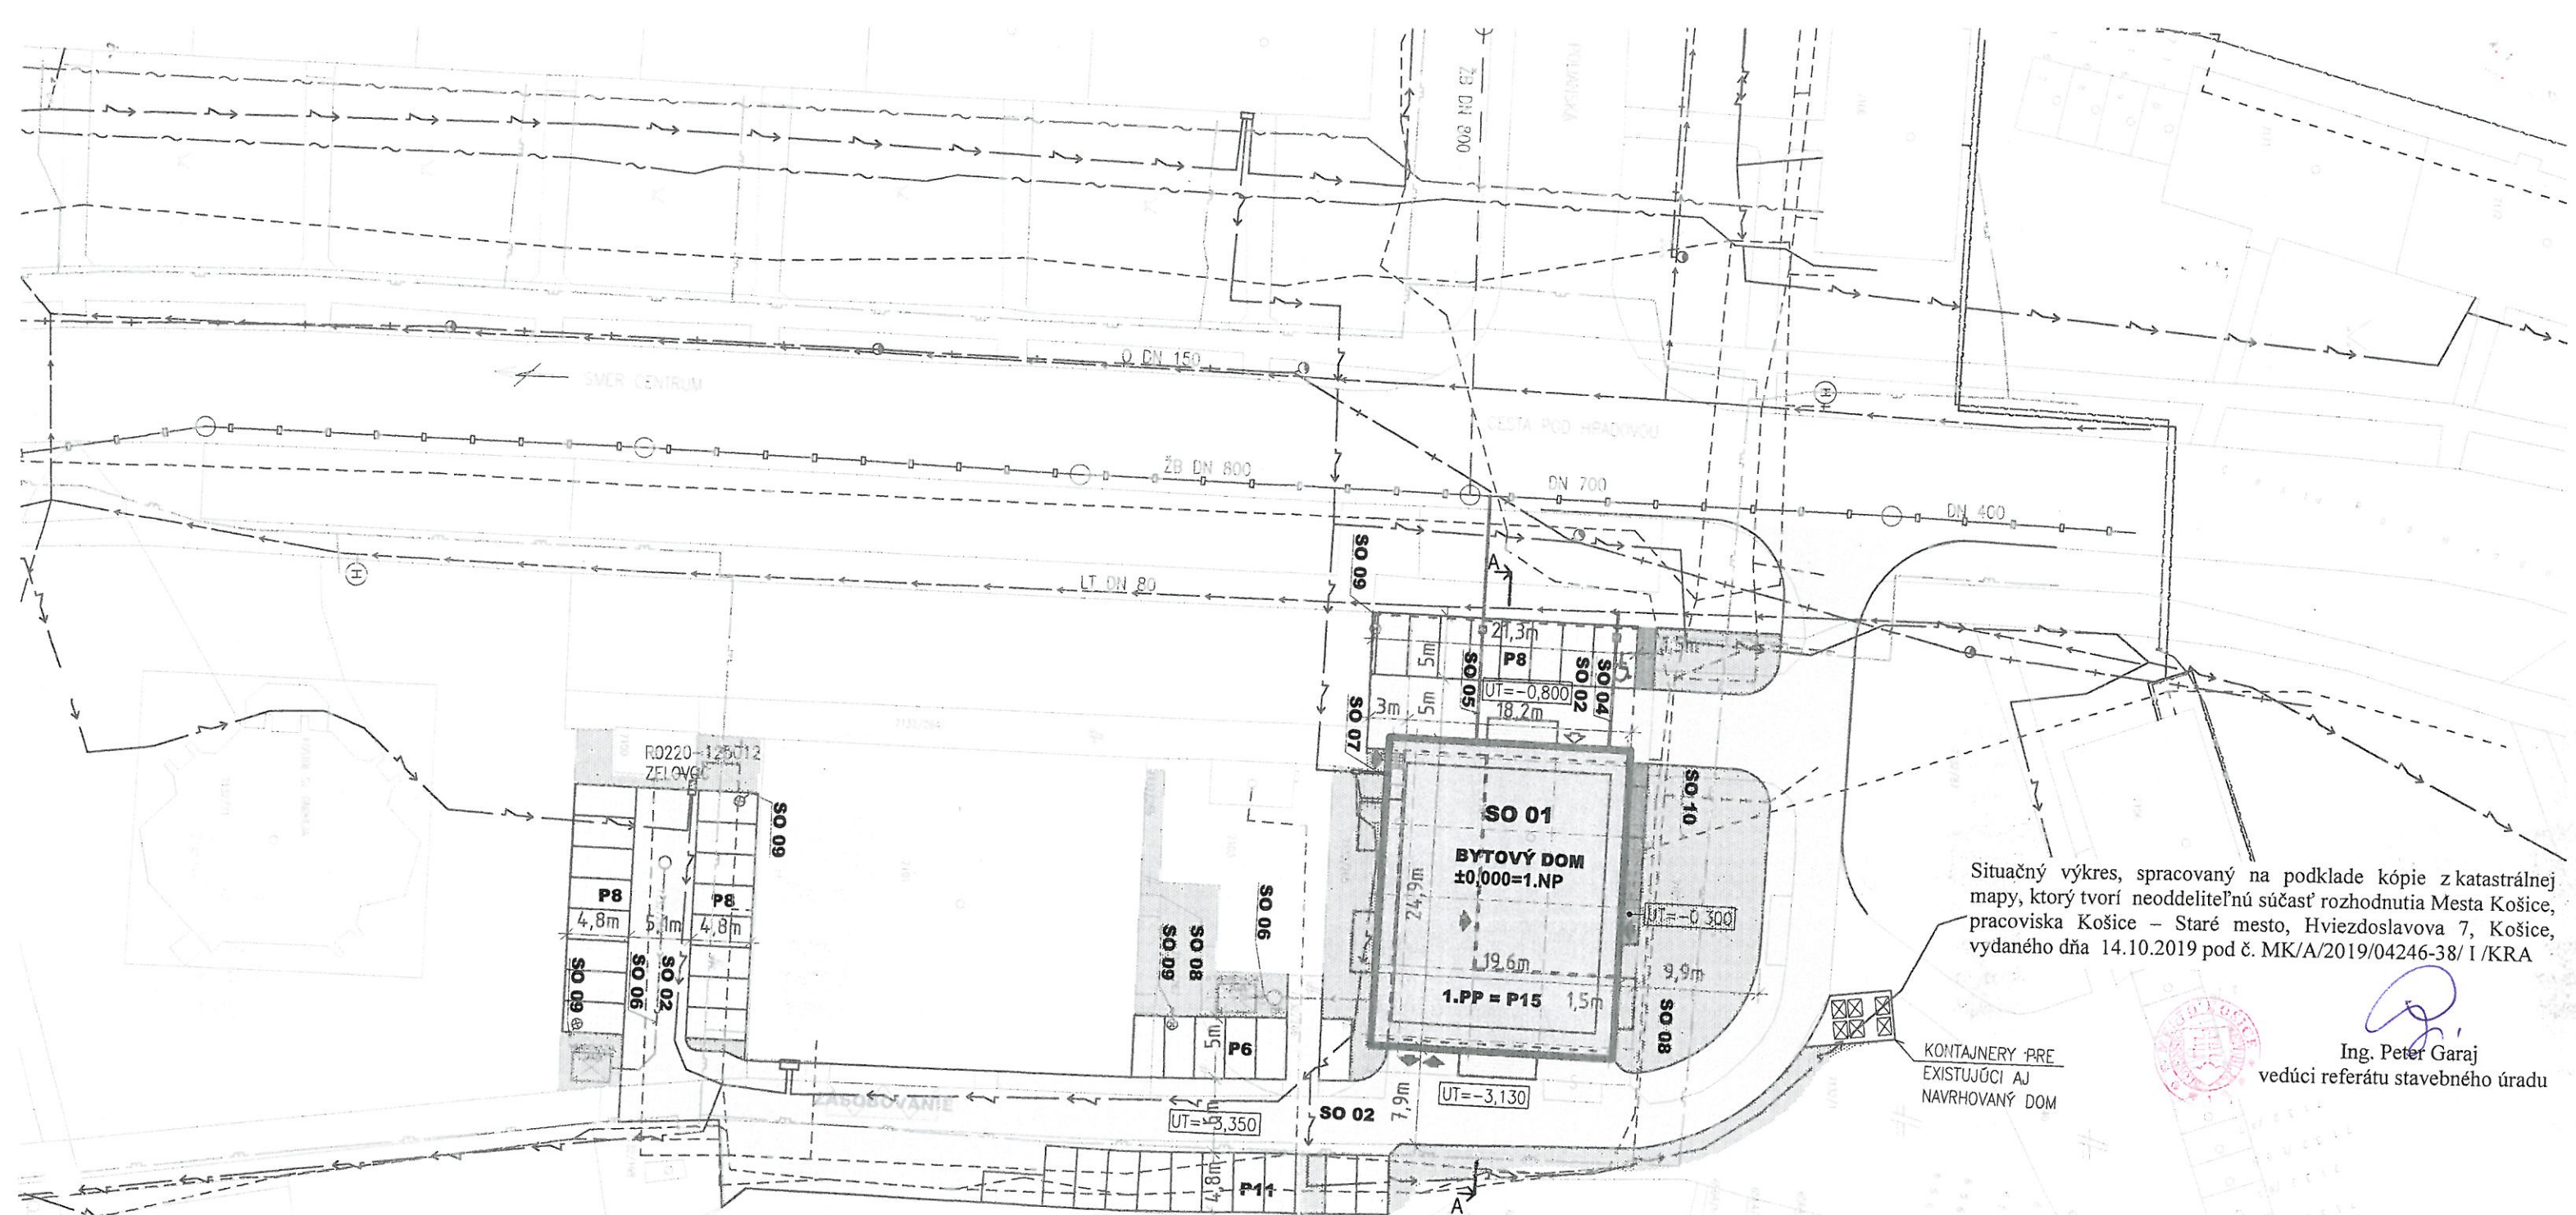 ŽB DN 800
O DN 150
SMER CENTRUM
CESTA POD HRADOVOU
ŽB DN 800
DN 700
DN 400
LT DN 80
SO 09
A
21,3m
1,5m
5m
P8
SO 05
SO 02
SO 04
UT=-0,800
3m
5m
18,2m
SO 07
R0220-125012
SO 09
SO 10
SO 01
BYTOVÝ DOM
±0,000=1.NP
24,9m
UT=-0,300
19,6m
9,9m
1.PP = P15
1,5m
SO 08
P8
P8
4,8m
5,1m
4,8m
SO 09
SO 06
SO 02
SO 06
SO 09
SO 08
5m
P6
ZÁSOBOVANIE
UT=-3,350
SO 02
7,9m
UT=-3,130
4,8m
P11
A
Situačný výkres, spracovaný na podklade kópie z katastrálnej
mapy, ktorý tvorí neoddeliteľnú súčasť rozhodnutia Mesta Košice,
pracoviska Košice – Staré mesto, Hviezdoslavova 7, Košice,
vydaného dňa 14.10.2019 pod č. MK/A/2019/04246-38/ I /KRA
Ing. Peter Garaj
vedúci referátu stavebného úradu
KONTAJNERY PRE
EXISTUJÚCI AJ
NAVRHOVANÝ DOM